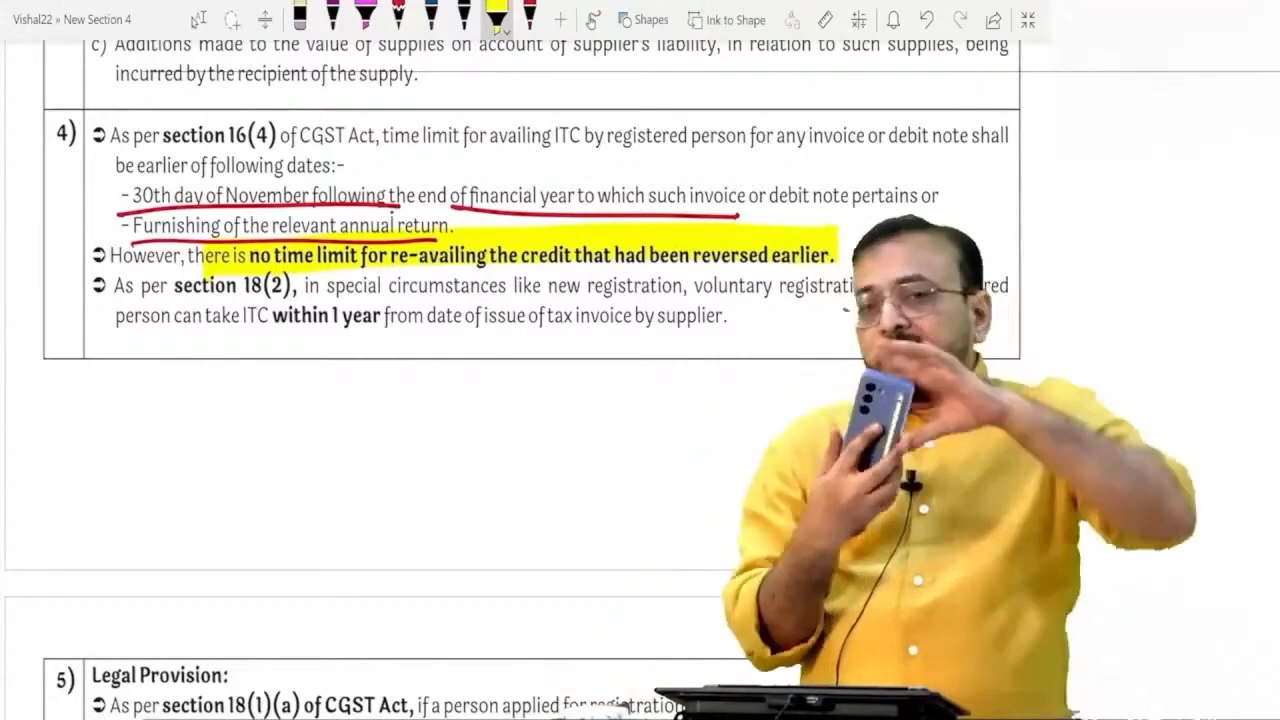 Vishal22 » New Section 4
Shapes
Ink to Shape
c) Additions made to the value of supplies on account of supplier's liability, in relation to such supplies, being
incurred by the recipient of the supply.
4) ➲ As per section 16(4) of CGST Act, time limit for availing ITC by registered person for any invoice or debit note shall
be earlier of following dates:-
- 30th day of November following the end of financial year to which such invoice or debit note pertains or
- Furnishing of the relevant annual return.
➲ However, there is no time limit for re-availing the credit that had been reversed earlier.
➲ As per section 18(2), in special circumstances like new registration, voluntary
person can take ITC within 1 year from date of issue of tax invoice by supplier.
5) Legal Provision:
➲ As per section 18(1)(a) of CGST Act, if a person applied for